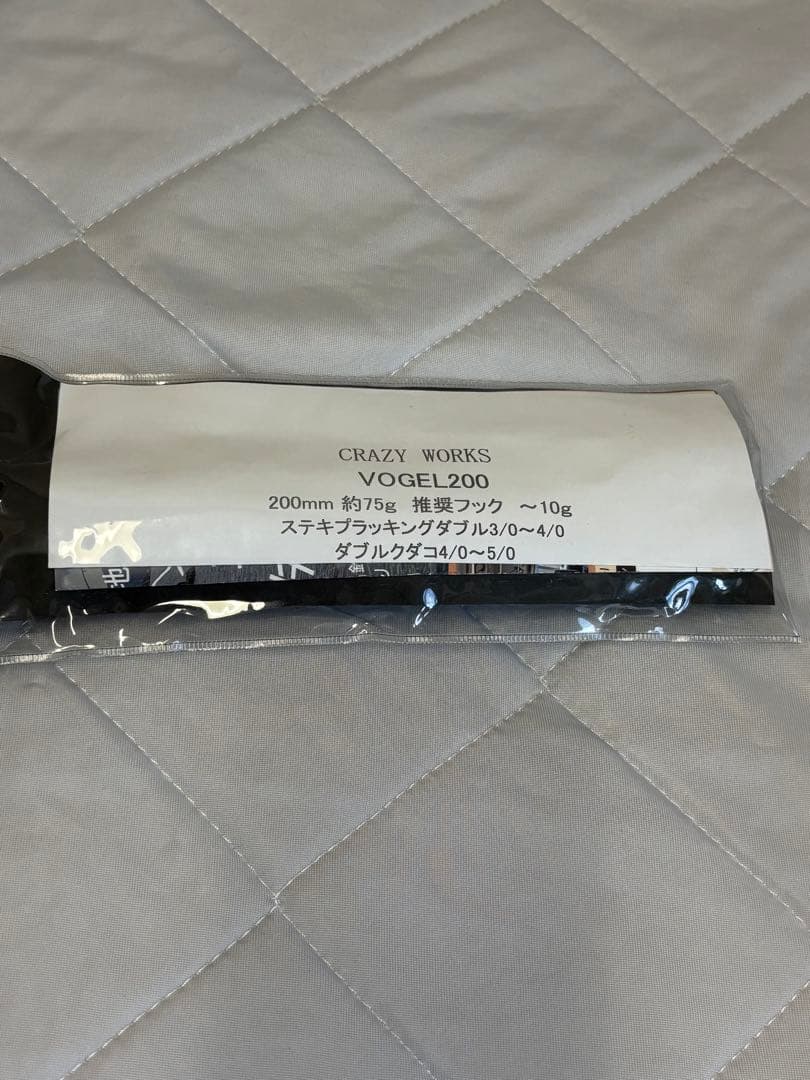 CRAZY WORKS
VOGEL200
200mm 約75g 推奨フック ～10g
ステキプラッキングダブル3/0～4/0
ダブルクダコ4/0～5/0